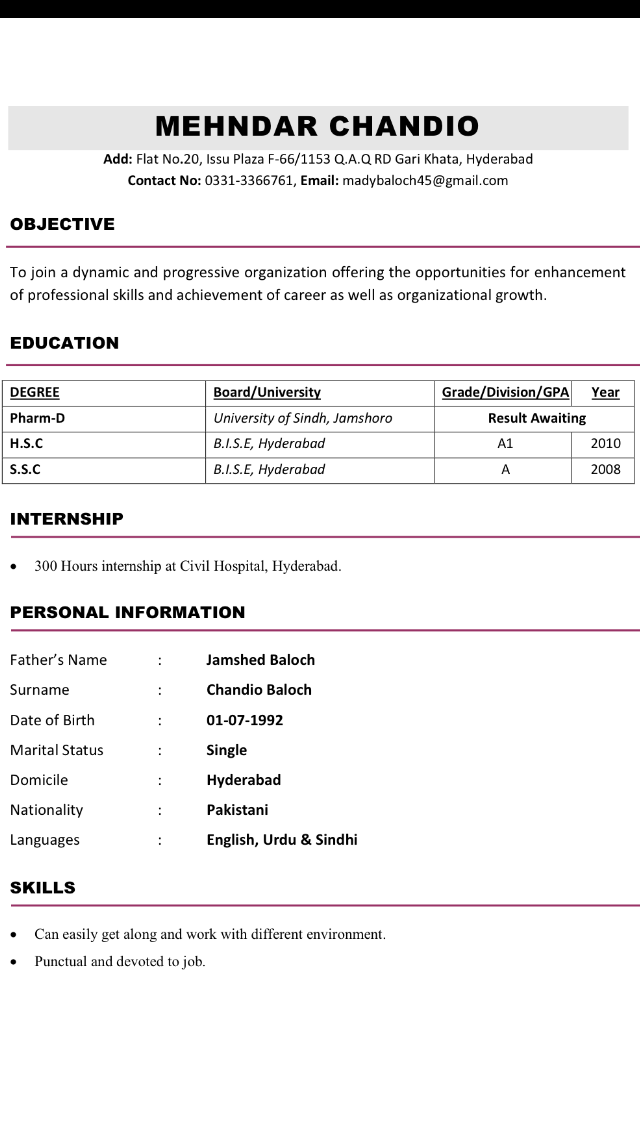 MEHNDAR CHANDIO
Add: Flat No.20, Issu Plaza F-66/1153 Q.A.Q RD Gari Khata, Hyderabad
Contact No: 0331-3366761, Email: madybaloch45@gmail.com
OBJECTIVE
To join a dynamic and progressive organization offering the opportunities for enhancement
of professional skills and achievement of career as well as organizational growth.
EDUCATION
DEGREE Board/University Grade/Division/GPA Year
Pharm-D University of Sindh, Jamshoro Result Awaiting
H.S.C B.I.S.E, Hyderabad A1 2010
S.S.C B.I.S.E, Hyderabad A 2008
INTERNSHIP
• 300 Hours internship at Civil Hospital, Hyderabad.
PERSONAL INFORMATION
Father’s Name : Jamshed Baloch
Surname : Chandio Baloch
Date of Birth : 01-07-1992
Marital Status : Single
Domicile : Hyderabad
Nationality : Pakistani
Languages : English, Urdu & Sindhi
SKILLS
• Can easily get along and work with different environment.
• Punctual and devoted to job.